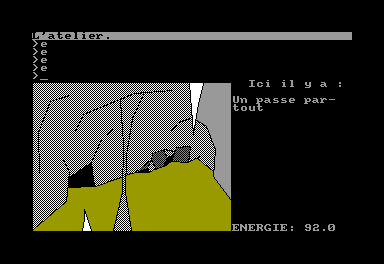 L'atelier.
>e
>e
>e
>e
>_
Ici il y a :
Un passe par-
tout
ENERGIE: 92.0